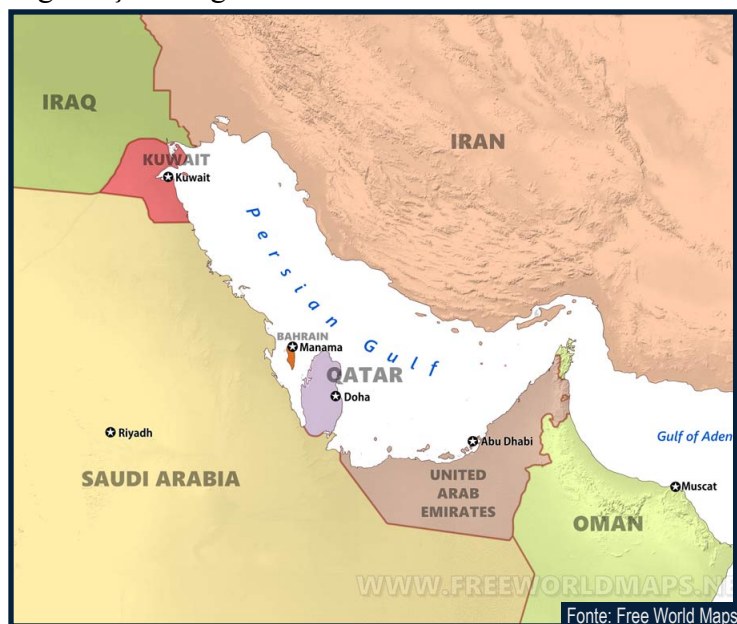 IRAQ
IRAN
KUWAIT
Kuwait
Persian Gulf
BAHRAIN
Manama
QATAR
Doha
Riyadh
Abu Dhabi
Gulf of Aden
SAUDI ARABIA
UNITED
ARAB
EMIRATES
Muscat
OMAN
WWW.FREEWORLDMAPS.NE
Fonte: Free World Maps